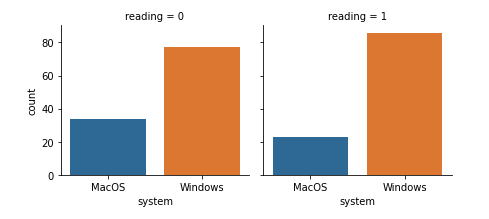 reading = 0
reading = 1
80
60
40
20
0
count
MacOS
Windows
MacOS
Windows
system
system